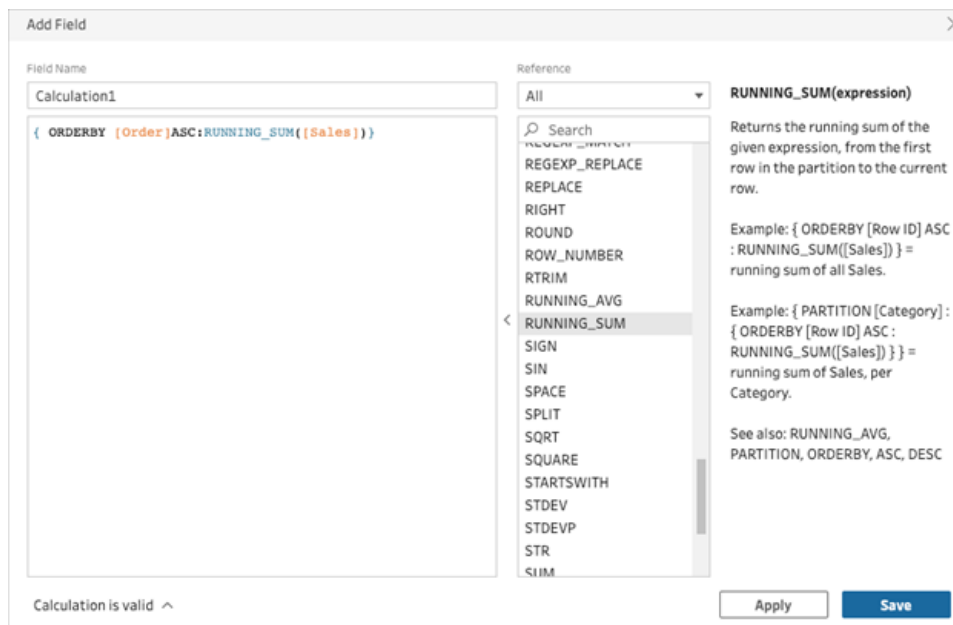 Add Field
Field Name
Calculation1
{ ORDERBY [Order]ASC:RUNNING_SUM([Sales])}
Reference
All
Search
REGEXP_MATCH
REGEXP_REPLACE
REPLACE
RIGHT
ROUND
ROW_NUMBER
RTRIM
RUNNING_AVG
RUNNING_SUM
SIGN
SIN
SPACE
SPLIT
SQRT
SQUARE
STARTSWITH
STDEV
STDEVP
STR
SUM
RUNNING_SUM(expression)
Returns the running sum of the
given expression, from the first
row in the partition to the current
row.
Example: { ORDERBY [Row ID] ASC
: RUNNING_SUM([Sales]) } =
running sum of all Sales.
Example: { PARTITION [Category] :
{ ORDERBY [Row ID] ASC :
RUNNING_SUM([Sales]) } } =
running sum of Sales, per
Category.
See also: RUNNING_AVG,
PARTITION, ORDERBY, ASC, DESC
Calculation is valid
Apply
Save